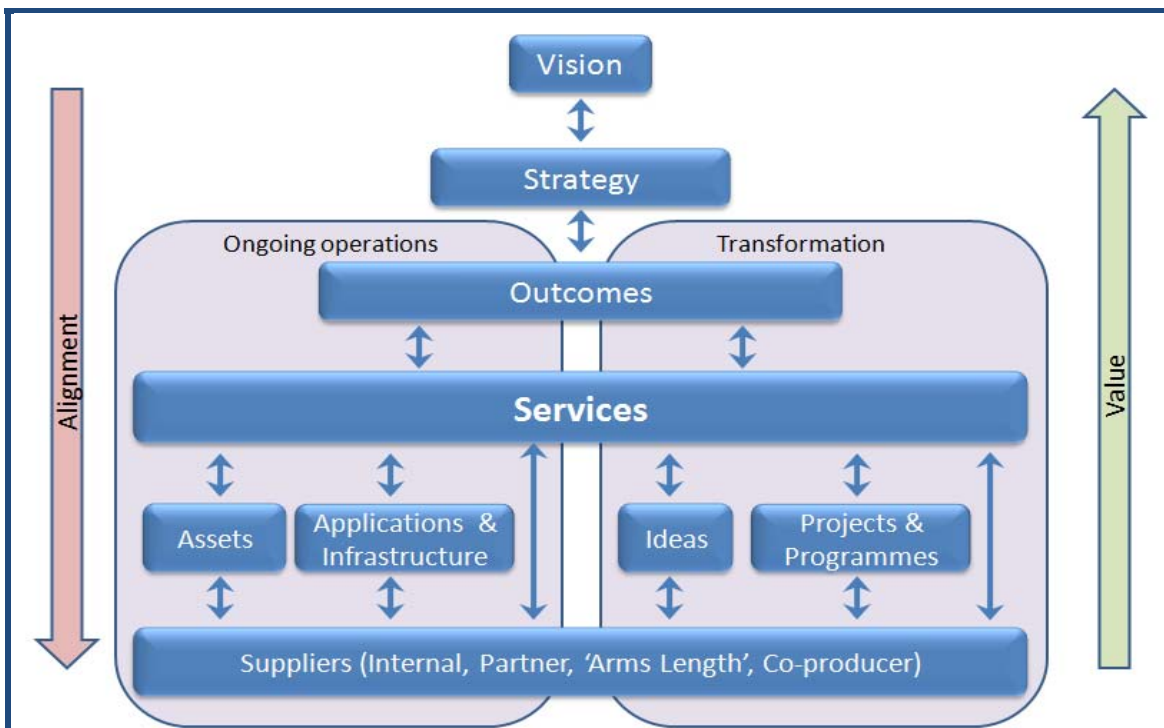 Vision
Strategy
Ongoing operations
Transformation
Outcomes
Alignment
Value
Services
Assets
Applications &
Infrastructure
Ideas
Projects &
Programmes
Suppliers (Internal, Partner, ‘Arms Length’, Co-producer)